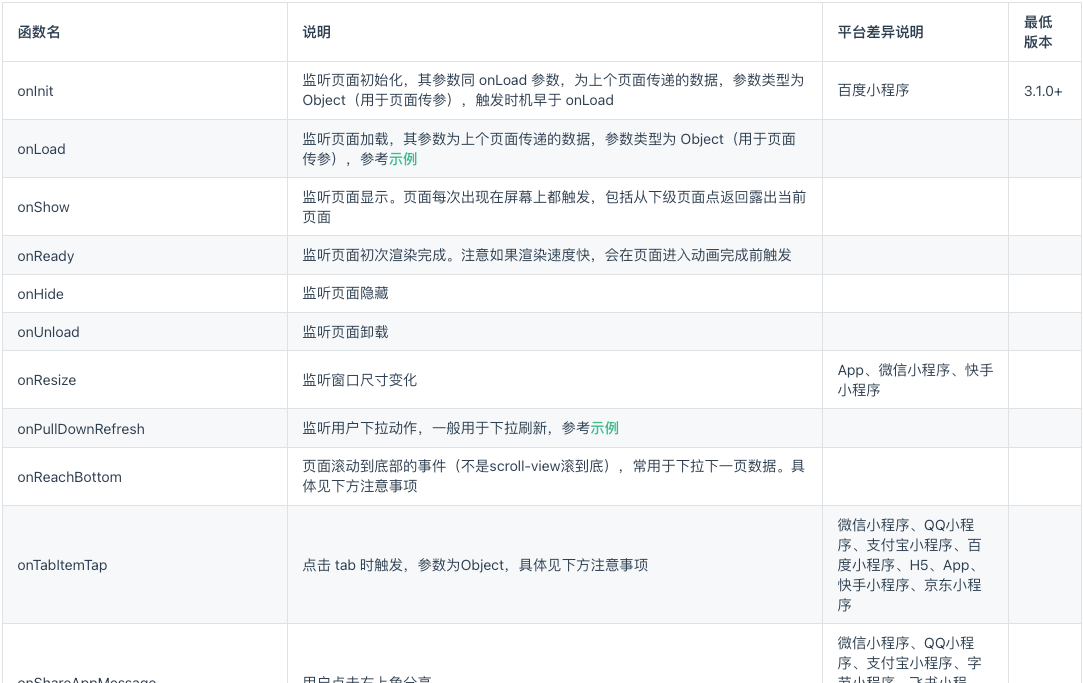 函数名
说明
平台差异说明
最低
版本
onInit
监听页面初始化，其参数同 onLoad 参数，为上个页面传递的数据，参数类型为
Object（用于页面传参），触发时机早于 onLoad
百度小程序
3.1.0+
onLoad
监听页面加载，其参数为上个页面传递的数据，参数类型为 Object（用于页面
传参），参考示例
onShow
监听页面显示。页面每次出现在屏幕上都触发，包括从下级页面点返回露出当前
页面
onReady
监听页面初次渲染完成。注意如果渲染速度快，会在页面进入动画完成前触发
onHide
监听页面隐藏
onUnload
监听页面卸载
onResize
监听窗口尺寸变化
App、微信小程序、快手
小程序
onPullDownRefresh
监听用户下拉动作，一般用于下拉刷新，参考示例
onReachBottom
页面滚动到底部的事件（不是scroll-view滚到底），常用于下拉下一页数据。具
体见下方注意事项
onTabItemTap
点击 tab 时触发，参数为Object，具体见下方注意事项
微信小程序、QQ小程
序、支付宝小程序、百
度小程序、H5、App、
快手小程序、京东小程
序
onShareAppMessage
用户点击右上角分享
微信小程序、QQ小程
序、支付宝小程序、字
节小程序、飞书小程